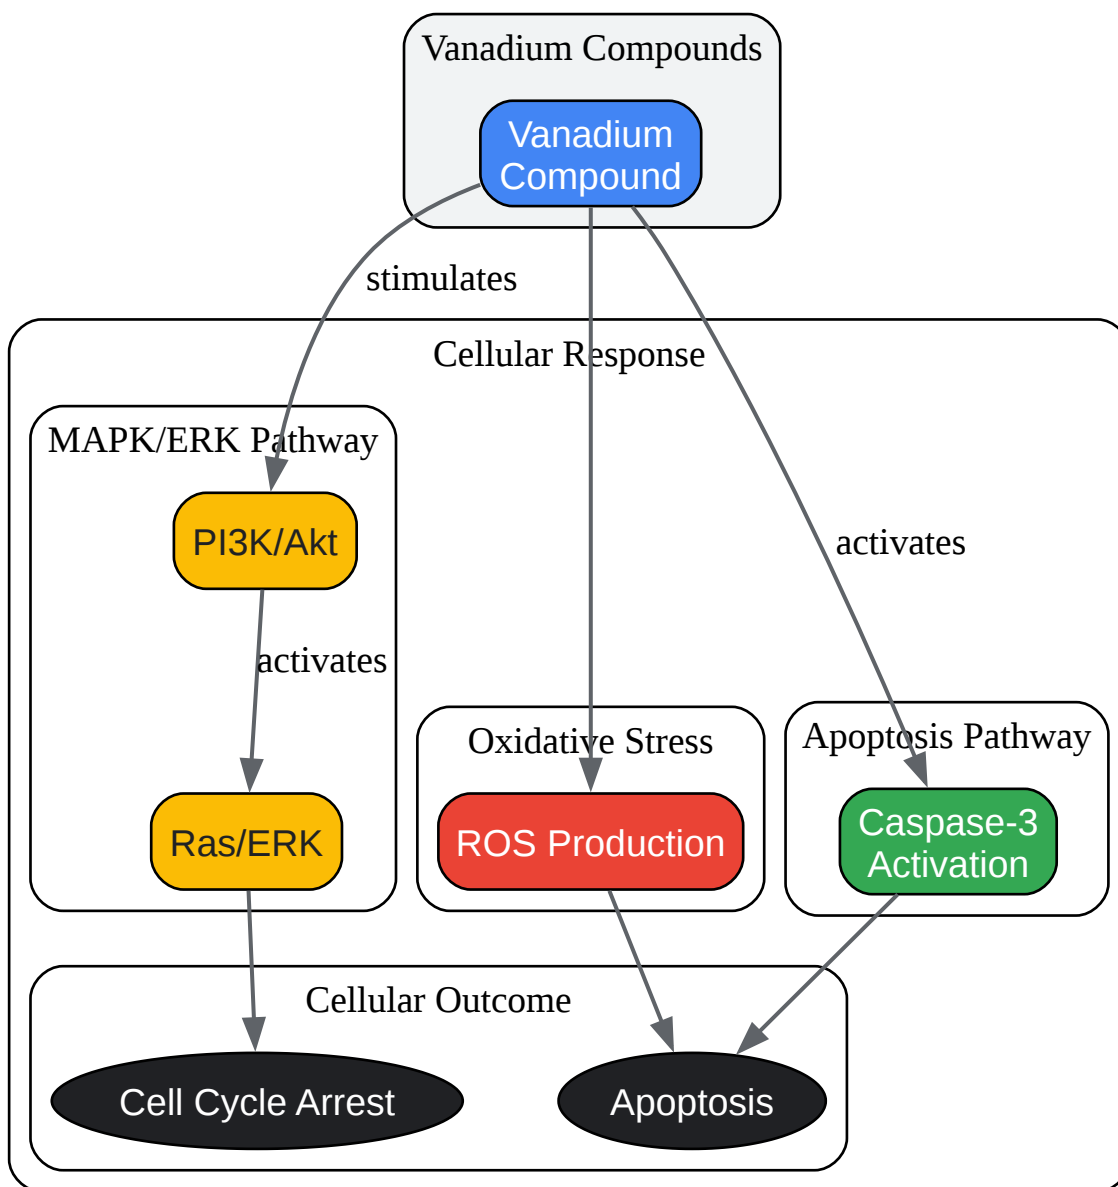 Vanadium Compounds
Vanadium
Compound
stimulates
Cellular Response
MAPK/ERK Pathway
PI3K/Akt
activates
activates
Oxidative Stress
Apoptosis Pathway
Ras/ERK
ROS Production
Caspase-3
Activation
Cellular Outcome
Cell Cycle Arrest
Apoptosis